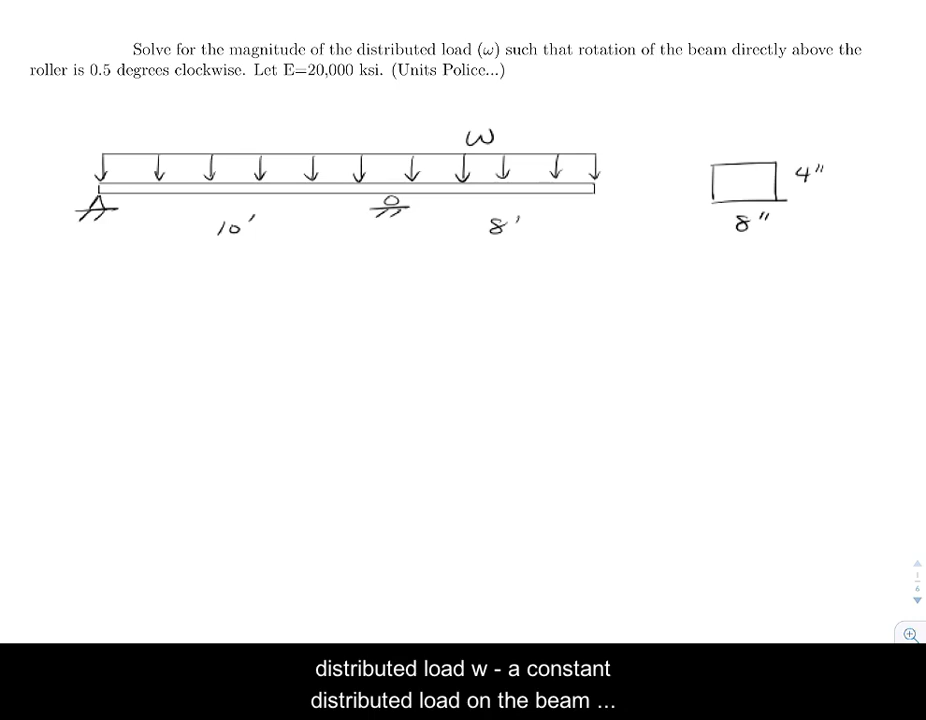 Solve for the magnitude of the distributed load (ω) such that rotation of the beam directly above the
roller is 0.5 degrees clockwise. Let E=20,000 ksi. (Units Police...)
ω
4"
10'
8'
8"
1
6
distributed load w - a constant
distributed load on the beam ...